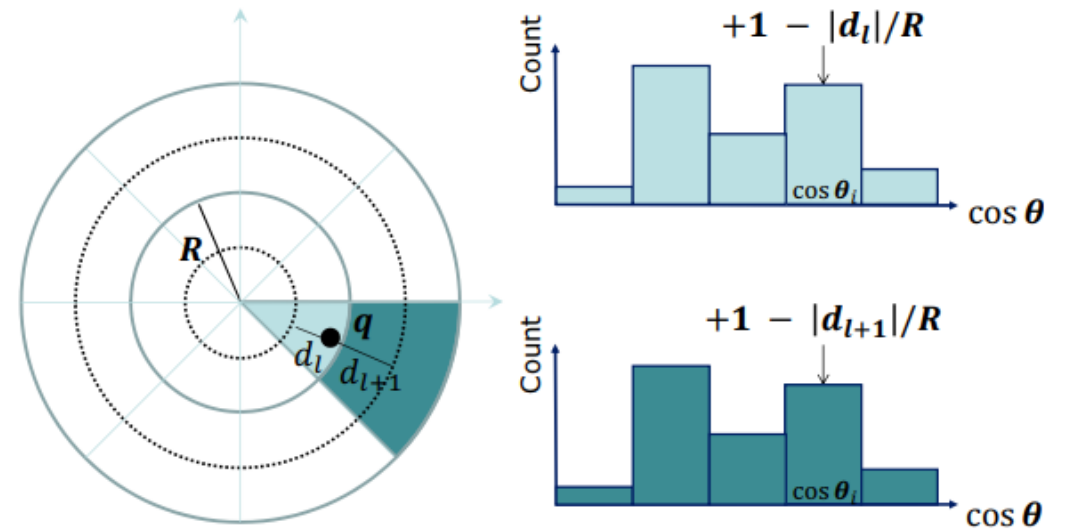 R
q
d_l
d_{l+1}
+1 − |d_l|/R
Count
cos θ_i
cos θ
+1 − |d_{l+1}|/R
Count
cos θ_i
cos θ